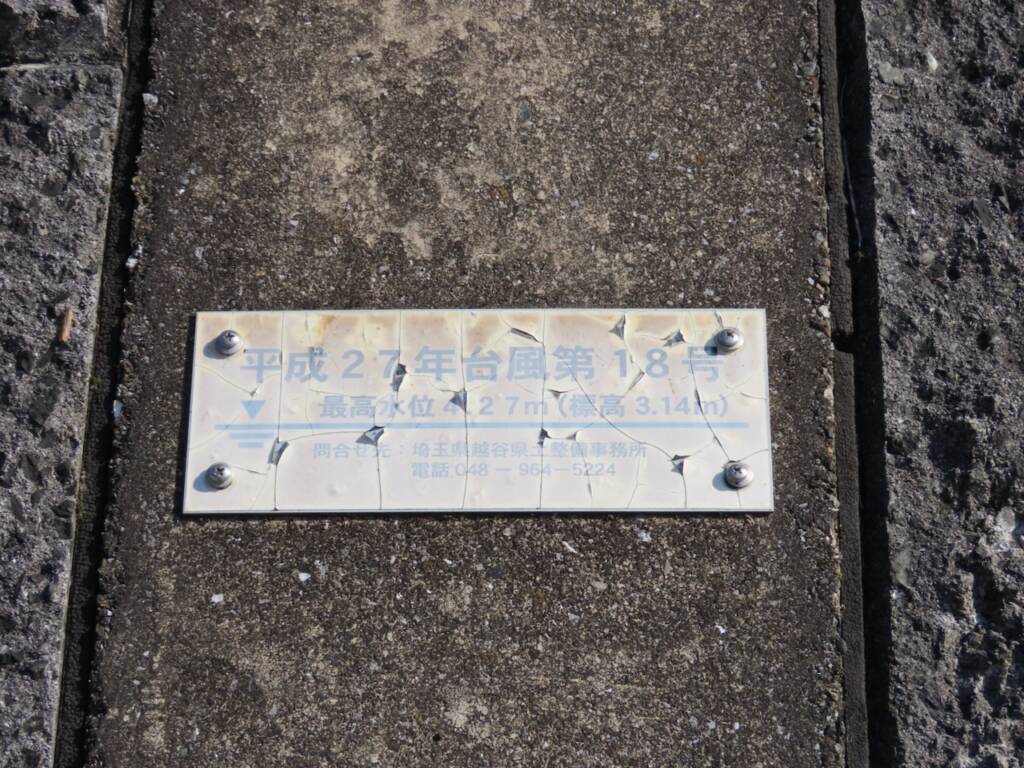 平成27年台風第18号
最高水位4.27m(標高3.14m)
問合せ先:埼玉県越谷県土整備事務所
電話 048-964-5224